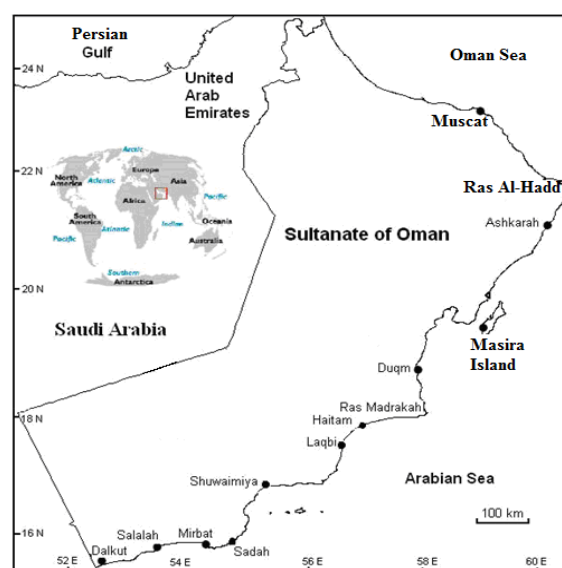 Persian
Gulf
Oman Sea
24 N
United
Arab
Emirates
Muscat
22 N
Arctic
North
America
Atlantic
Europe
Asia
Pacific
Africa
South
America
Pacific
Atlantic
Indian
Oceania
Australia
Southern
Antarctica
Ras Al-Hadd
Ashkarah
Sultanate of Oman
20 N
Saudi Arabia
Masira
Island
Duqm
18 N
Ras Madrakah
Haitam
Laqbi
Shuwaimiya
Arabian Sea
100 km
16 N
Salalah
Mirbat
Sadah
Dalkut
52 E
54 E
56 E
58 E
60 E